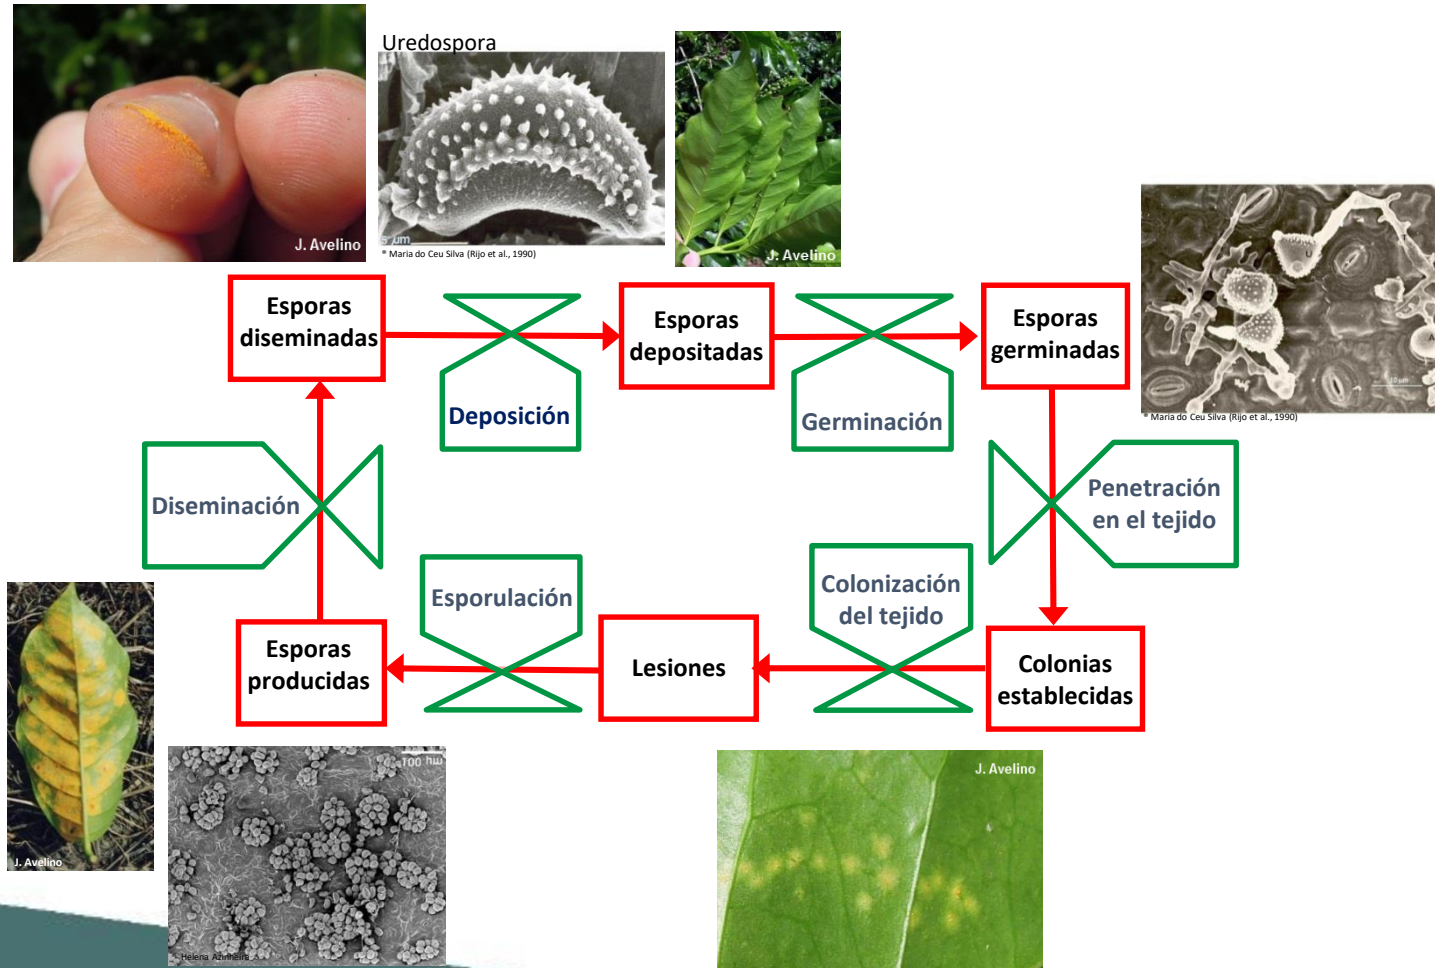 Uredospora
J. Avelino
5 µm
* Maria do Ceu Silva (Rijo et al., 1990)
J. Avelino
Esporas
diseminadas
Deposición
Esporas
depositadas
Germinación
Esporas
germinadas
U
A
10 µm
* Maria do Ceu Silva (Rijo et al., 1990)
Diseminación
Penetración
en el tejido
Esporulación
Colonización
del tejido
Esporas
producidas
Lesiones
Colonias
establecidas
J. Avelino
100 µm
Helena Azinheira
J. Avelino